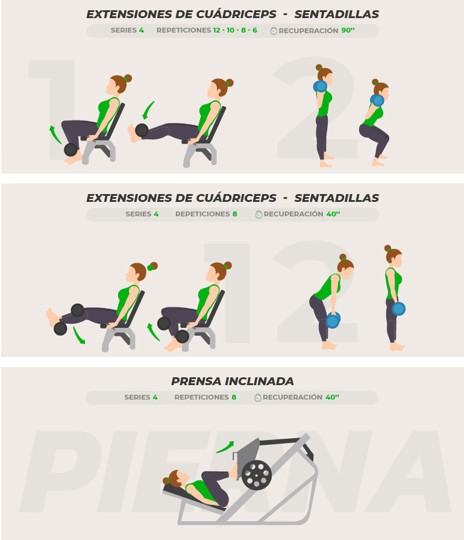 EXTENSIONES DE CUÁDRICEPS - SENTADILLAS
SERIES 4 REPETICIONES 12 - 10 - 8 - 6 RECUPERACIÓN 90’’
1 2
EXTENSIONES DE CUÁDRICEPS - SENTADILLAS
SERIES 4 REPETICIONES 8 RECUPERACIÓN 40’’
1 2
PRENSA INCLINADA
SERIES 4 REPETICIONES 8 RECUPERACIÓN 40’’
PIERNA